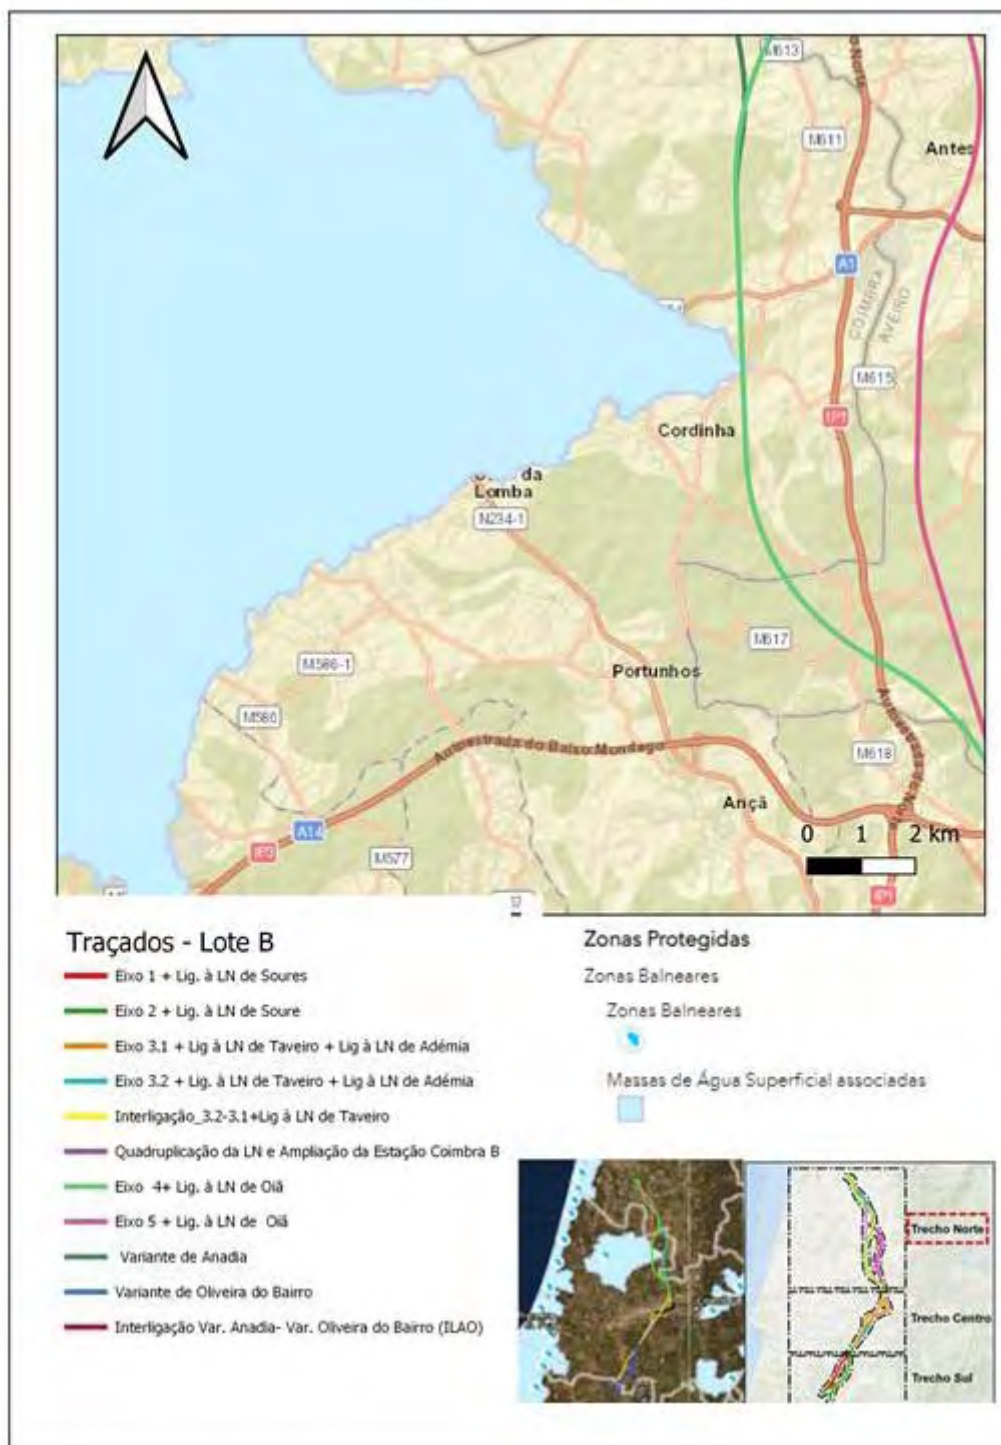 M613
o Norte
M611
Antes
A1
COIMBRA
AVEIRO
M615
IP1
Cordinha
da
Lomba
N234-1
M617
Portunhos
M586-1
M586
Autoestrada do Baixo Mondego
Autoestrada do Norte
M618
Ançã
A14
IP3
M577
0 1 2 km
IP1
Traçados - Lote B
Eixo 1 + Lig. à LN de Soures
Eixo 2 + Lig. à LN de Soure
Eixo 3.1 + Lig à LN de Taveiro + Lig à LN de Adémia
Eixo 3.2 + Lig. à LN de Taveiro + Lig à LN de Adémia
Interligação_3.2-3.1+Lig à LN de Taveiro
Quadruplicação da LN e Ampliação da Estação Coimbra B
Eixo 4+ Lig. à LN de Oiã
Eixo 5 + Lig. à LN de Oiã
Variante de Anadia
Variante de Oliveira do Bairro
Interligação Var. Anadia- Var. Oliveira do Bairro (ILAO)
Zonas Protegidas
Zonas Balneares
Zonas Balneares
Massas de Água Superficial associadas
Trecho Norte
Trecho Centro
Trecho Sul